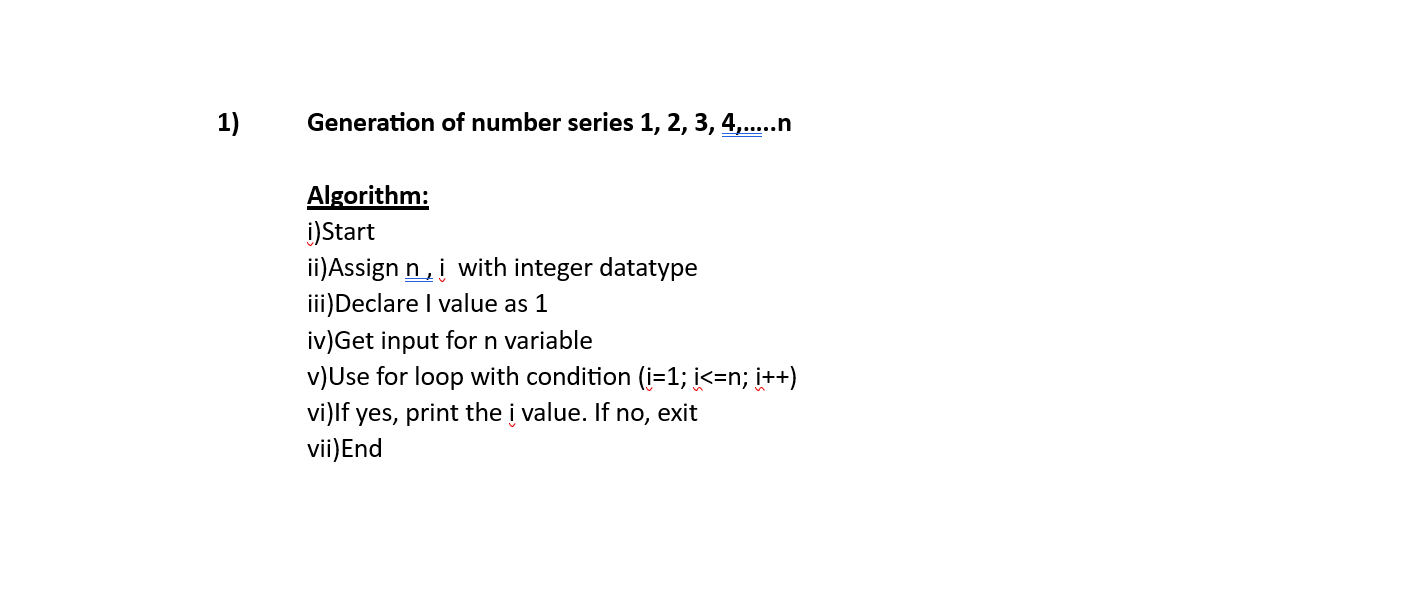 1) Generation of number series 1, 2, 3, 4,.....n
Algorithm:
i)Start
ii)Assign n , i  with integer datatype
iii)Declare I value as 1
iv)Get input for n variable
v)Use for loop with condition (i=1; i<=n; i++)
vi)If yes, print the i value. If no, exit
vii)End